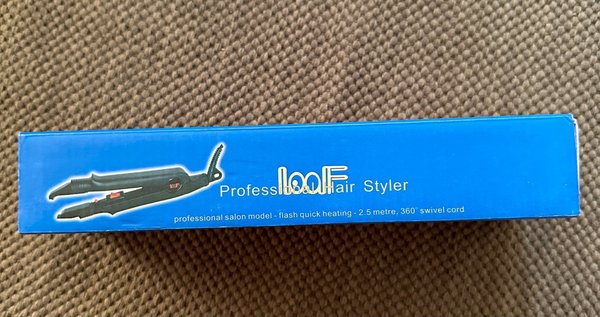 Professional Hair Styler
professional salon model - flash quick heating - 2.5 metre, 360° swivel cord